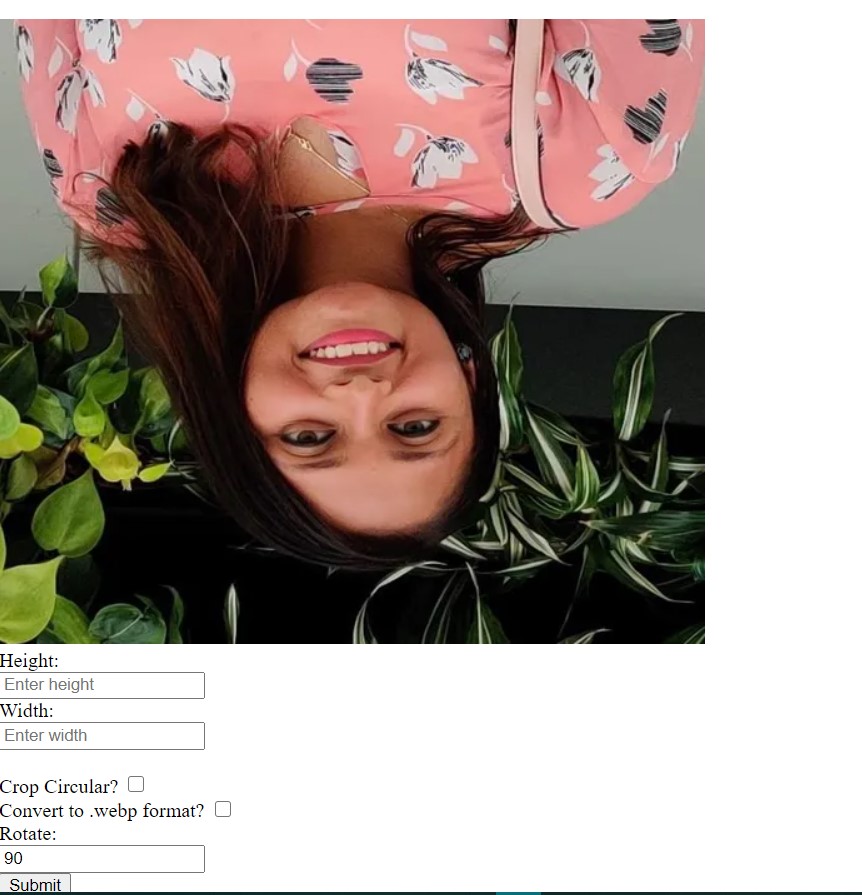 Height:
Enter height
Width:
Enter width
Crop Circular?
Convert to .webp format?
Rotate:
90
Submit